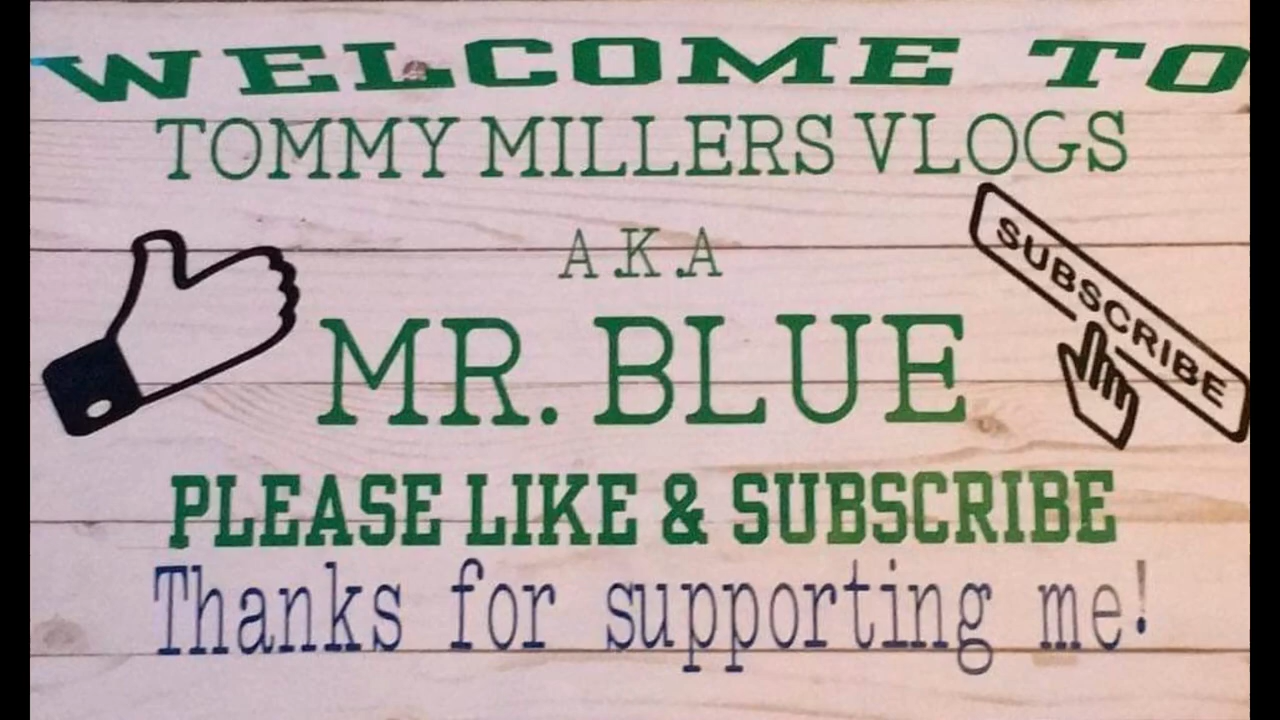 WELCOME TO
TOMMY MILLERS VLOGS
A.K.A
MR. BLUE
SUBSCRIBE
PLEASE LIKE & SUBSCRIBE
Thanks for supporting me!